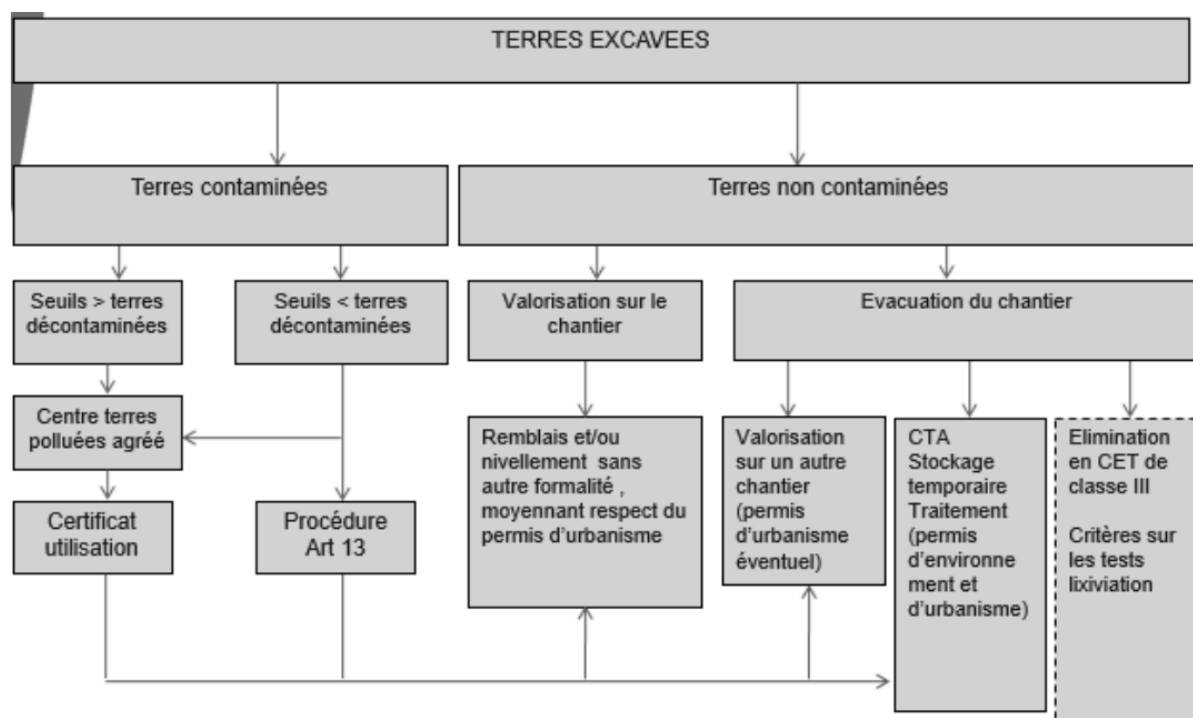 TERRES EXCAVEES
Terres contaminées
Terres non contaminées
Seuils > terres
décontaminées
Seuils < terres
décontaminées
Valorisation sur le
chantier
Evacuation du chantier
Centre terres
polluées agréé
Certificat
utilisation
Procédure
Art 13
Remblais et/ou
nivellement sans
autre formalité ,
moyennant respect du
permis d'urbanisme
Valorisation
sur un autre
chantier
(permis
d'urbanisme
éventuel)
CTA
Stockage
temporaire
Traitement
(permis
d'environne
ment et
d'urbanisme)
Elimination
en CET de
classe III
Critères sur
les tests
lixiviation